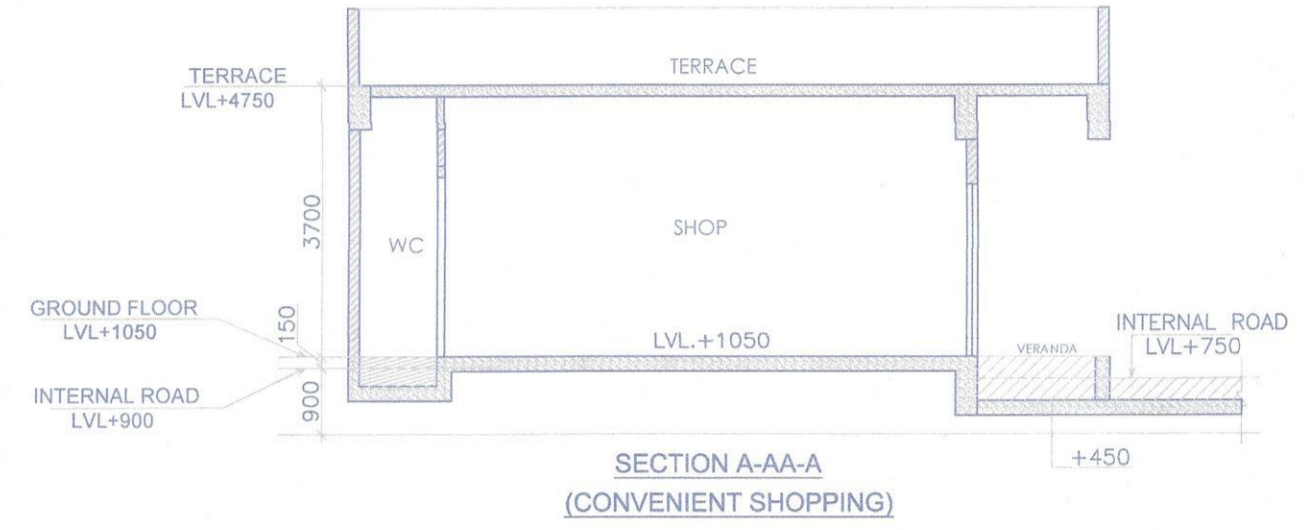 TERRACE
TERRACE
LVL+4750
3700
WC
SHOP
GROUND FLOOR
LVL+1050
150
LVL.+1050
VERANDA
INTERNAL ROAD
LVL+750
INTERNAL ROAD
LVL+900
900
+450
SECTION A-AA-A
(CONVENIENT SHOPPING)